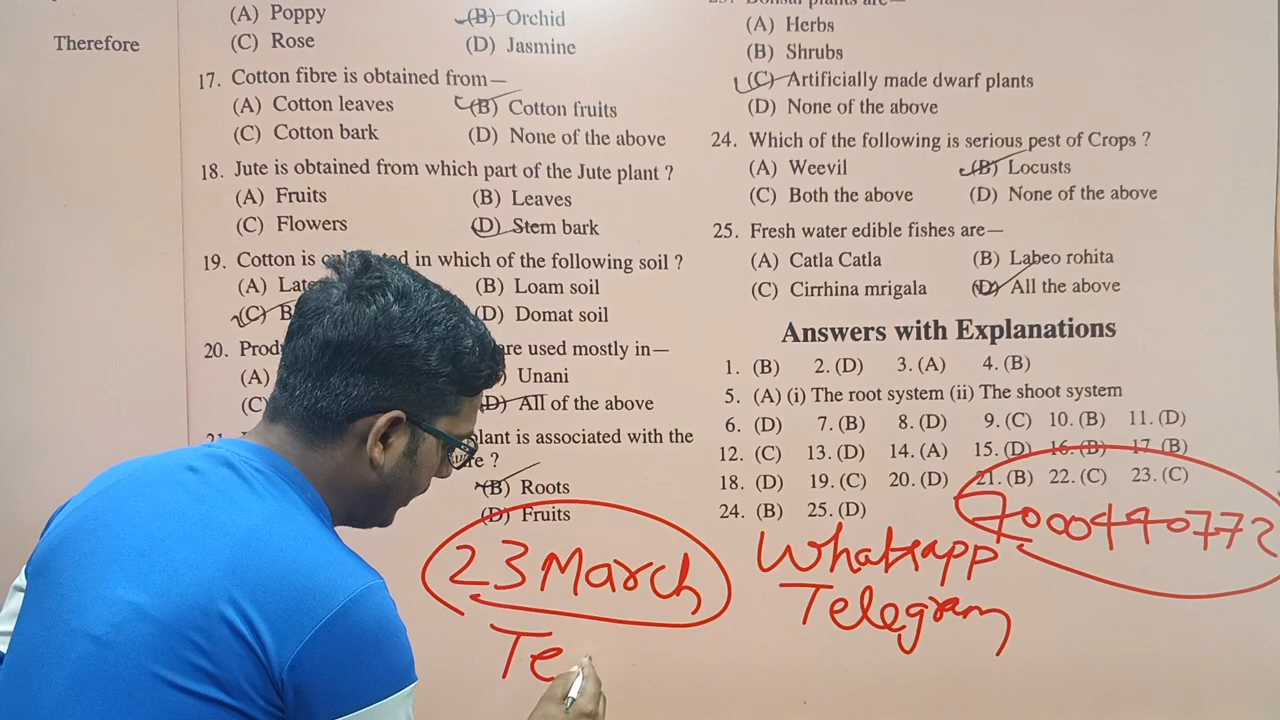 Therefore
(A) Poppy (B) Orchid
(C) Rose (D) Jasmine
17. Cotton fibre is obtained from—
(A) Cotton leaves (B) Cotton fruits
(C) Cotton bark (D) None of the above
18. Jute is obtained from which part of the Jute plant ?
(A) Fruits (B) Leaves
(C) Flowers (D) Stem bark
19. Cotton is in which of the following soil ?
(A) (B) Loam soil
(C) (D) Domat soil
20. are used mostly in—
(A) Unani
(C) (D) All of the above
21. is associated with the
?
(B) Roots
(D) Fruits
23 March
Te
(A) Herbs
(B) Shrubs
(C) Artificially made dwarf plants
(D) None of the above
24. Which of the following is serious pest of Crops ?
(A) Weevil (B) Locusts
(C) Both the above (D) None of the above
25. Fresh water edible fishes are—
(A) Catla Catla (B) Labeo rohita
(C) Cirrhina mrigala (D) All the above
Answers with Explanations
1. (B) 2. (D) 3. (A) 4. (B)
5. (A) (i) The root system (ii) The shoot system
6. (D) 7. (B) 8. (D) 9. (C) 10. (B) 11. (D)
12. (C) 13. (D) 14. (A) 15. (D) 16. (B) 17. (B)
18. (D) 19. (C) 20. (D) 21. (B) 22. (C) 23. (C)
24. (B) 25. (D)
7000440772
Whatsapp
Telegram